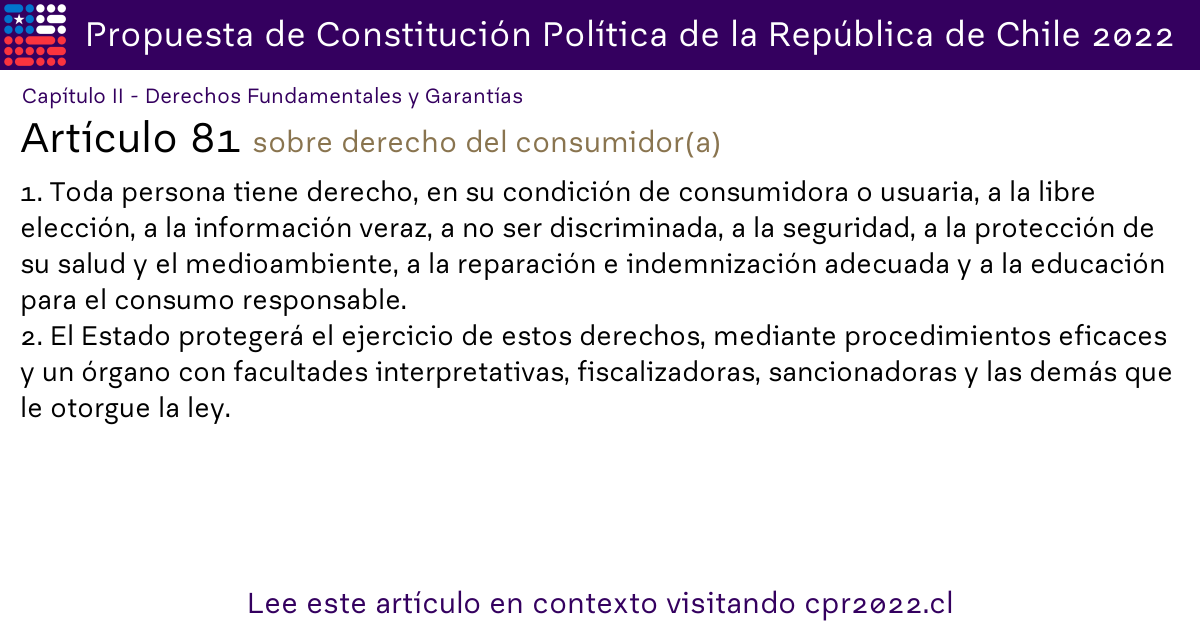 Propuesta de Constitución Política de la República de Chile 2022
Capítulo II - Derechos Fundamentales y Garantías
Artículo 81 sobre derecho del consumidor(a)
1. Toda persona tiene derecho, en su condición de consumidora o usuaria, a la libre
elección, a la información veraz, a no ser discriminada, a la seguridad, a la protección de
su salud y el medioambiente, a la reparación e indemnización adecuada y a la educación
para el consumo responsable.
2. El Estado protegerá el ejercicio de estos derechos, mediante procedimientos eficaces
y un órgano con facultades interpretativas, fiscalizadoras, sancionadoras y las demás que
le otorgue la ley.
Lee este artículo en contexto visitando cpr2022.cl